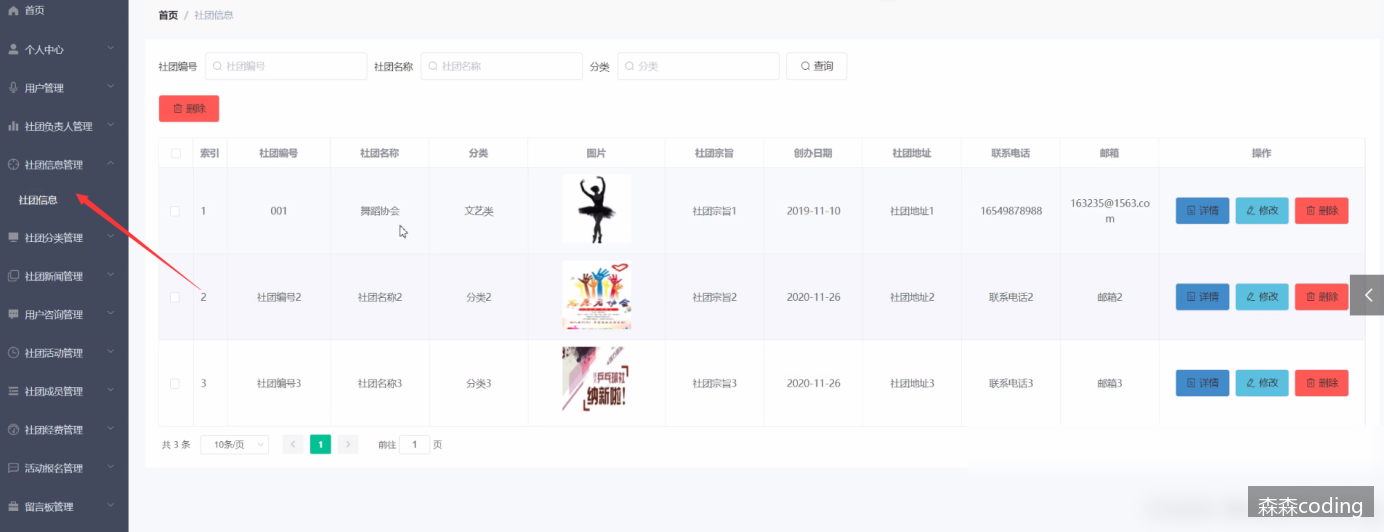 首页
个人中心
用户管理
社团负责人管理
社团信息管理
社团信息
社团分类管理
社团新闻管理
用户咨询管理
社团活动管理
社团成员管理
社团经费管理
活动报名管理
留言板管理
首页 / 社团信息
社团编号 社团编号 社团名称 社团名称 分类 分类 查询
删除
索引 社团编号 社团名称 分类 图片 社团宗旨 创办日期 社团地址 联系电话 邮箱 操作
1 001 舞蹈协会 文艺类 社团宗旨1 2019-11-10 社团地址1 16549878988 163235@1563.co
m 详情 修改 删除
2 社团编号2 社团名称2 分类2 社团宗旨2 2020-11-26 社团地址2 联系电话2 邮箱2 详情 修改 删除
3 社团编号3 社团名称3 分类3 社团宗旨3 2020-11-26 社团地址3 联系电话3 邮箱3 详情 修改 删除
乒乓球社
纳新啦!
共 3 条 10条/页 1 前往 1 页
森森coding